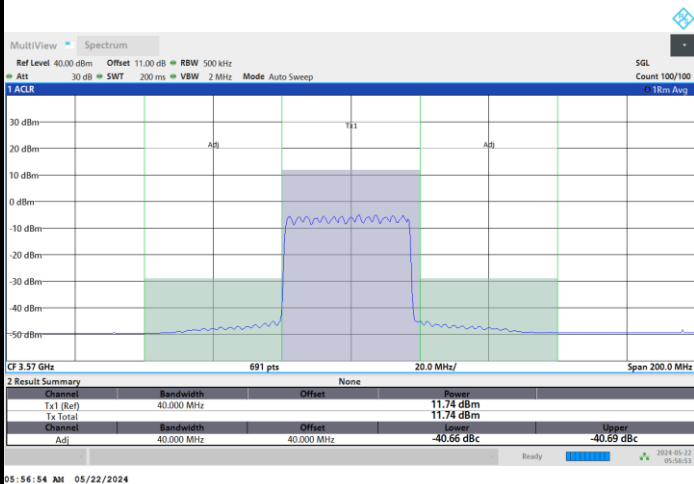 MultiView Spectrum
Ref Level 40.00 dBm Offset 11.00 dB RBW 500 kHz SGL
Att 30 dB SWT 200 ms VBW 2 MHz Mode Auto Sweep Count 100/100
1 ACLR 1Rm Avg
30 dBm
Tx1
20 dBm
Adj Adj
10 dBm
0 dBm
-10 dBm
-20 dBm
-30 dBm
-40 dBm
-50 dBm
CF 3.57 GHz 691 pts 20.0 MHz/ Span 200.0 MHz
2 Result Summary None
Channel Bandwidth Offset Power
Tx1 (Ref) 40.000 MHz 11.74 dBm
Tx Total 11.74 dBm
Channel Bandwidth Offset Lower Upper
Adj 40.000 MHz 40.000 MHz -40.66 dBc -40.69 dBc
Ready 2024-05-22
05:56:53
05:56:54 AM 05/22/2024